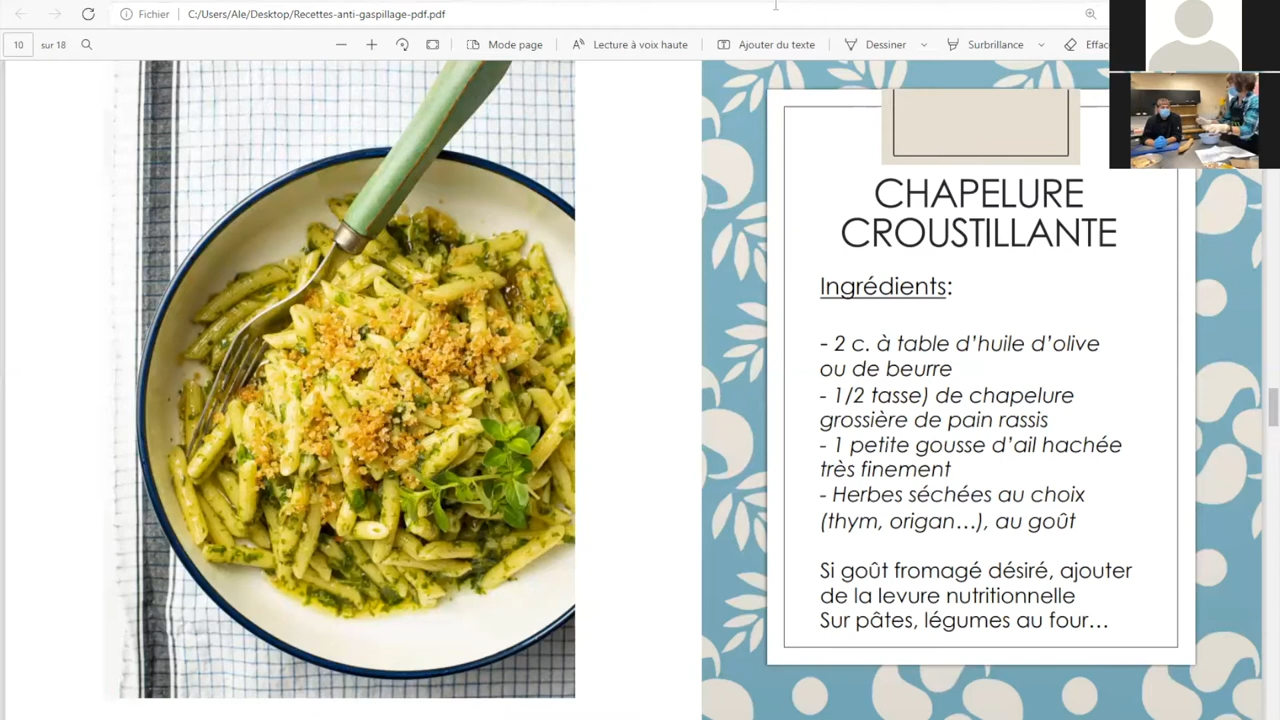 Fichier
C:/Users/Ale/Desktop/Recettes-anti-gaspillage-pdf.pdf
10 sur 18
Mode page
Lecture à voix haute
Ajouter du texte
Dessiner
Surbrillance
Effac
CHAPELURE
CROUSTILLANTE
Ingrédients:
- 2 c. à table d'huile d'olive
ou de beurre
- 1/2 tasse) de chapelure
grossière de pain rassis
- 1 petite gousse d'ail hachée
très finement
- Herbes séchées au choix
(thym, origan…), au goût
Si goût fromagé désiré, ajouter
de la levure nutritionnelle
Sur pâtes, légumes au four…